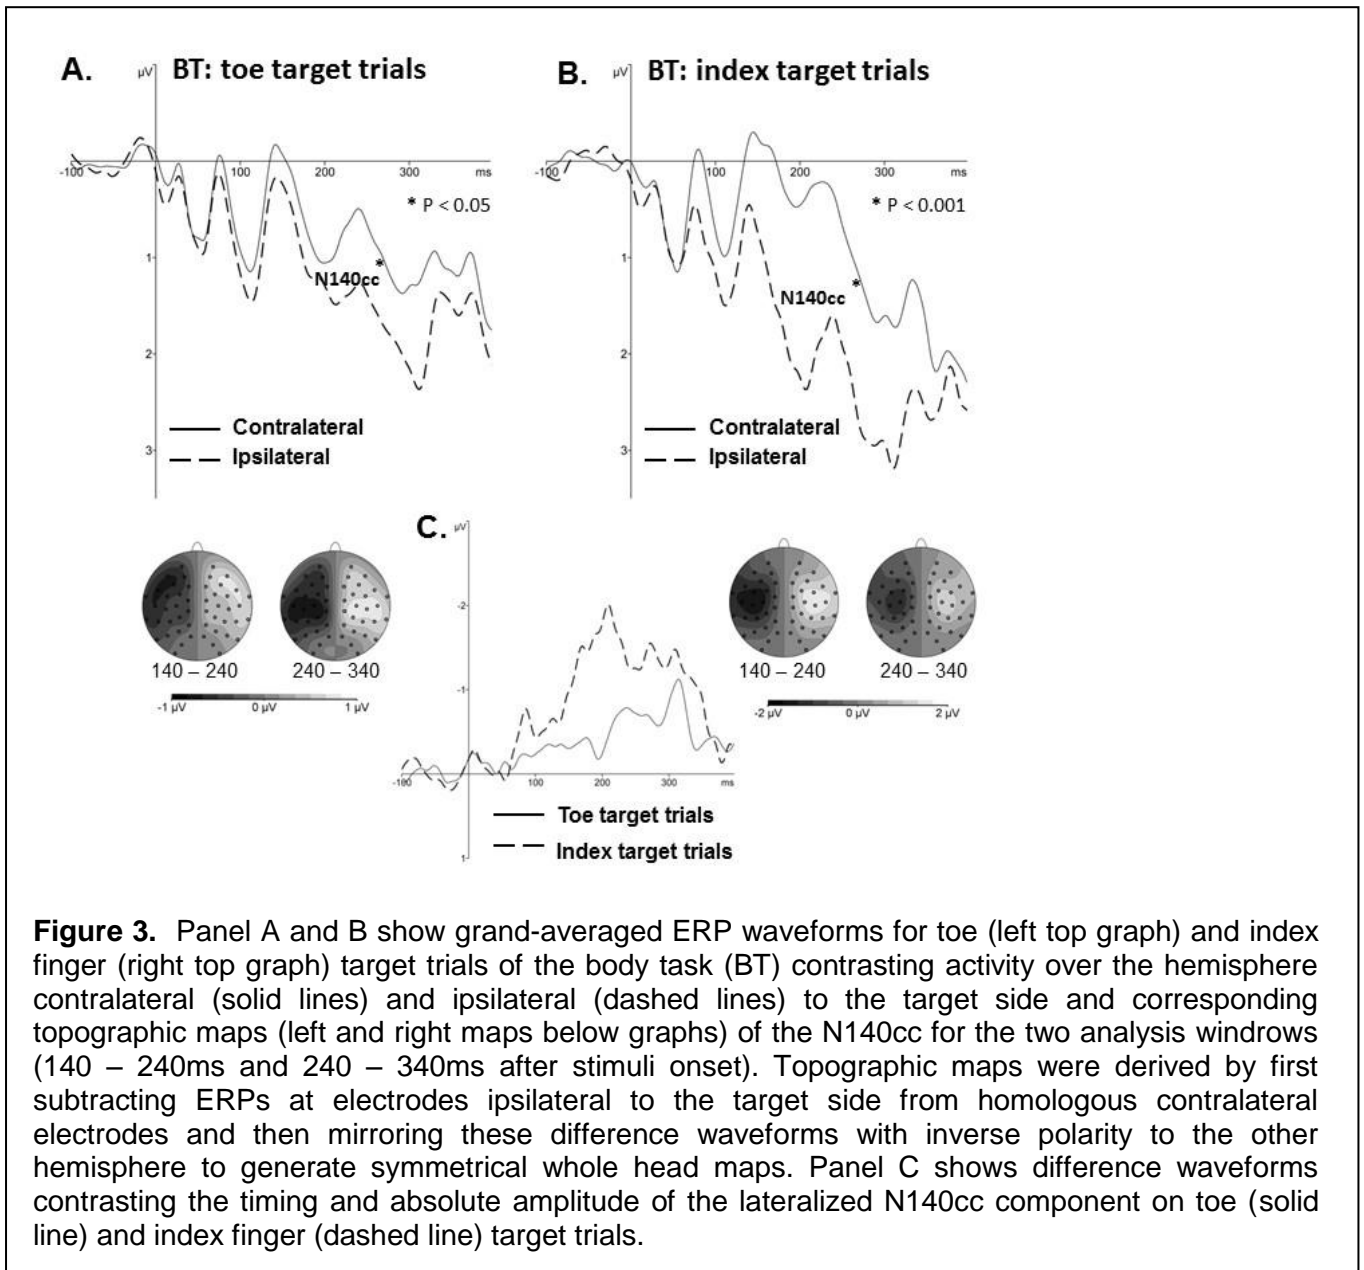 A.
µV
BT: toe target trials
-100
100
200
300
ms
* P < 0.05
1
*
N140cc
2
3
Contralateral
Ipsilateral
B.
µV
BT: index target trials
-100
100
200
300
ms
* P < 0.001
1
*
N140cc
2
3
Contralateral
Ipsilateral
140 – 240
240 – 340
-1 µV
0 µV
1 µV
C.
µV
-2
-1
-100
100
200
300
ms
1
Toe target trials
Index target trials
140 – 240
240 – 340
-2 µV
0 µV
2 µV
Figure 3. Panel A and B show grand-averaged ERP waveforms for toe (left top graph) and index
finger (right top graph) target trials of the body task (BT) contrasting activity over the hemisphere
contralateral (solid lines) and ipsilateral (dashed lines) to the target side and corresponding
topographic maps (left and right maps below graphs) of the N140cc for the two analysis windrows
(140 – 240ms and 240 – 340ms after stimuli onset). Topographic maps were derived by first
subtracting ERPs at electrodes ipsilateral to the target side from homologous contralateral
electrodes and then mirroring these difference waveforms with inverse polarity to the other
hemisphere to generate symmetrical whole head maps. Panel C shows difference waveforms
contrasting the timing and absolute amplitude of the lateralized N140cc component on toe (solid
line) and index finger (dashed line) target trials.